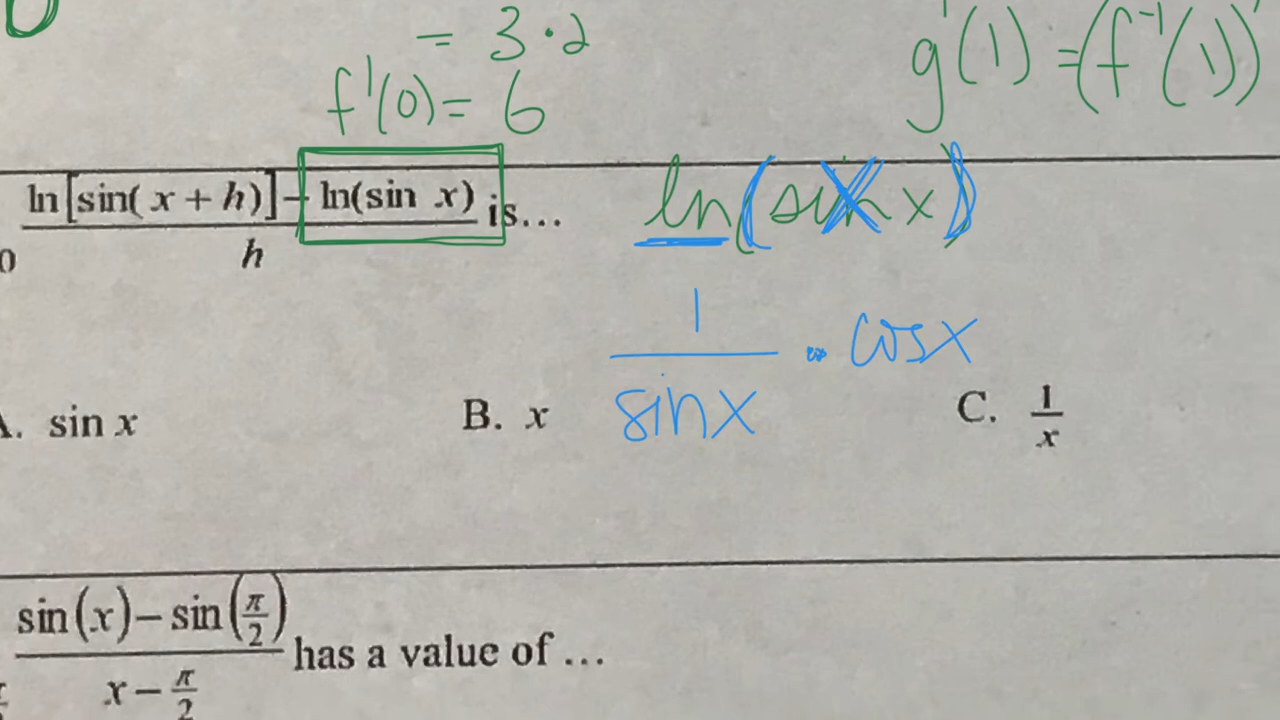 = 3·2
f'(0) = 6
g'(1) = (f⁻¹(1))'
ln[sin(x + h)] – ln(sin x)
h
0
is...
ln(sin x)
1
sin x
· cos x
A. sin x
B. x
C. 1/x
sin(x) – sin(π/2)
x – π/2
has a value of ...